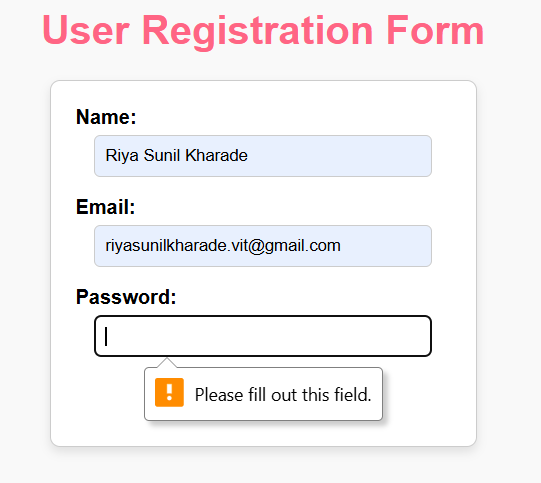 User Registration Form
Name:
Riya Sunil Kharade
Email:
riyasunilkharade.vit@gmail.com
Password:
Please fill out this field.